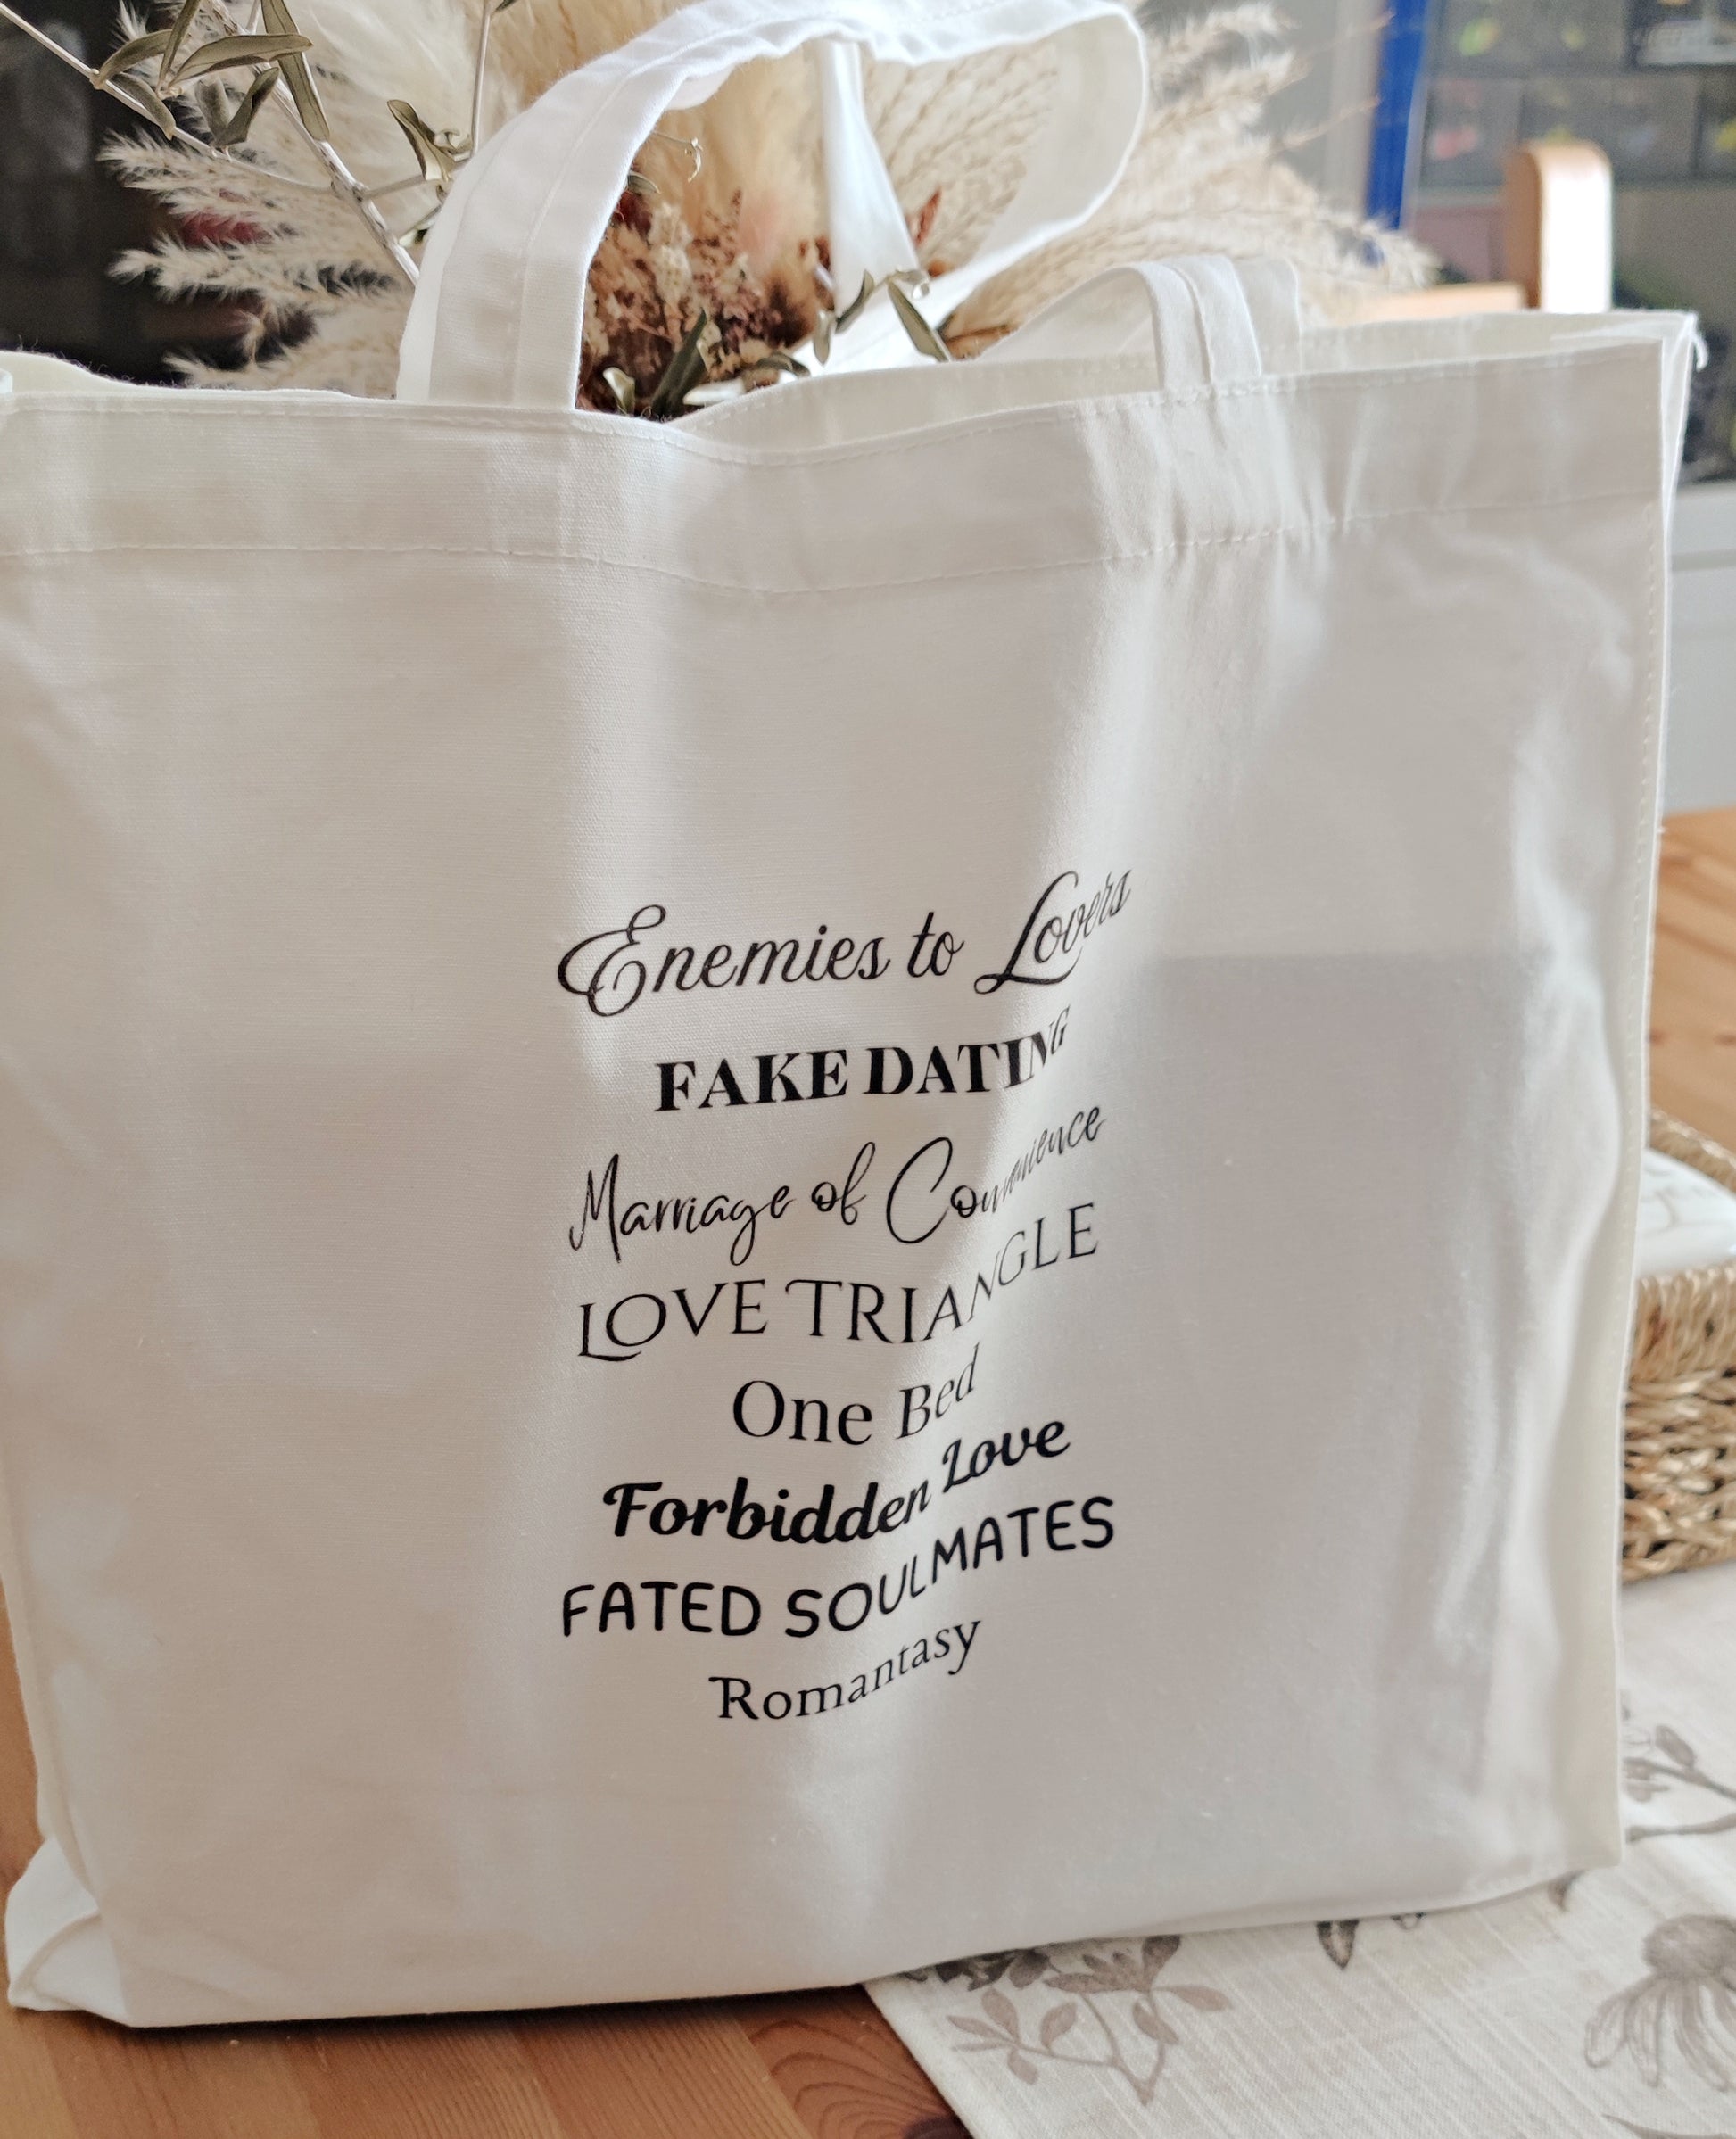 Enemies to Lovers
FAKE DATING
Marriage of Convenience
LOVE TRIANGLE
One Bed
Forbidden Love
FATED SOULMATES
Romantasy